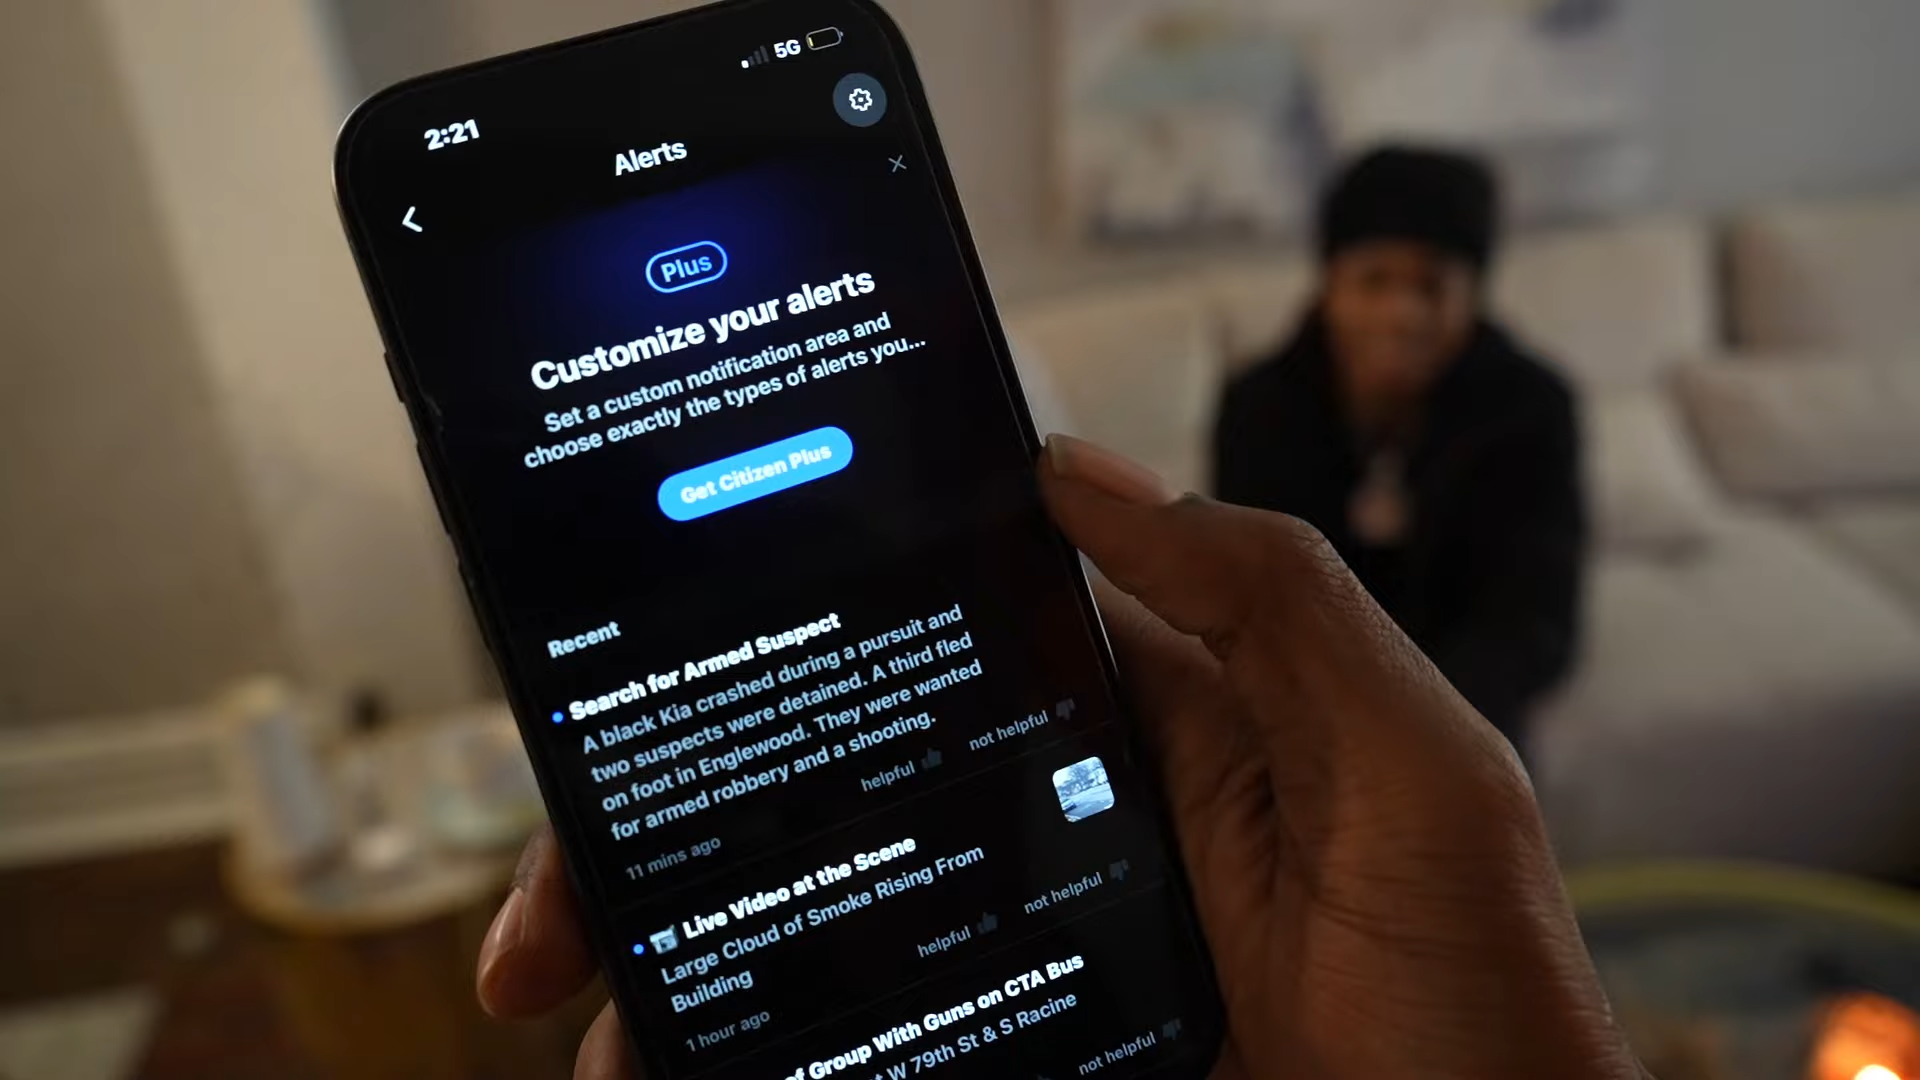 5G
2:21
Alerts
Plus
Customize your alerts
Set a custom notification area and
choose exactly the types of alerts you...
Get Citizen Plus
Recent
Search for Armed Suspect
A black Kia crashed during a pursuit and
two suspects were detained. A third fled
on foot in Englewood. They were wanted
for armed robbery and a shooting.
11 mins ago
helpful
not helpful
Live Video at the Scene
Large Cloud of Smoke Rising From
Building
1 hour ago
helpful
not helpful
of Group With Guns on CTA Bus
W 79th St & S Racine
not helpful